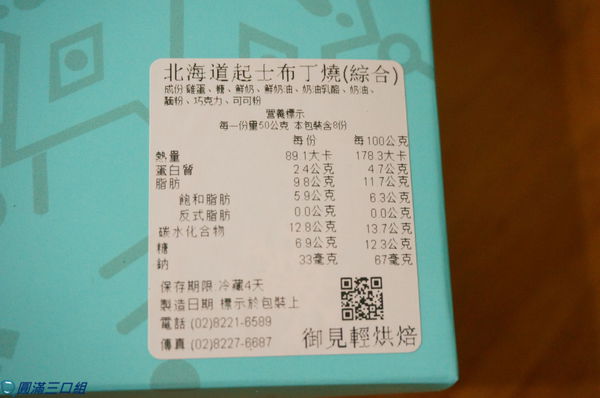 北海道起士布丁燒(綜合)
成份:雞蛋、糖、鮮奶、鮮奶油、奶油乳酪、奶油、
麵粉、巧克力、可可粉
營養標示
每一份量50公克 本包裝含8份
每份 每100公克
熱量 89.1大卡 178.3大卡
蛋白質 2.4公克 4.7公克
脂肪 9.8公克 11.7公克
飽和脂肪 5.9公克 6.3公克
反式脂肪 0.0公克 0.0公克
碳水化合物 12.8公克 13.7公克
糖 6.9公克 12.3公克
鈉 33毫克 67毫克
保存期限:冷藏4天
製造日期:標示於包裝上
電話:(02)8221-6589
傳真:(02)8227-6687
御見輕烘焙
圓滿三口組